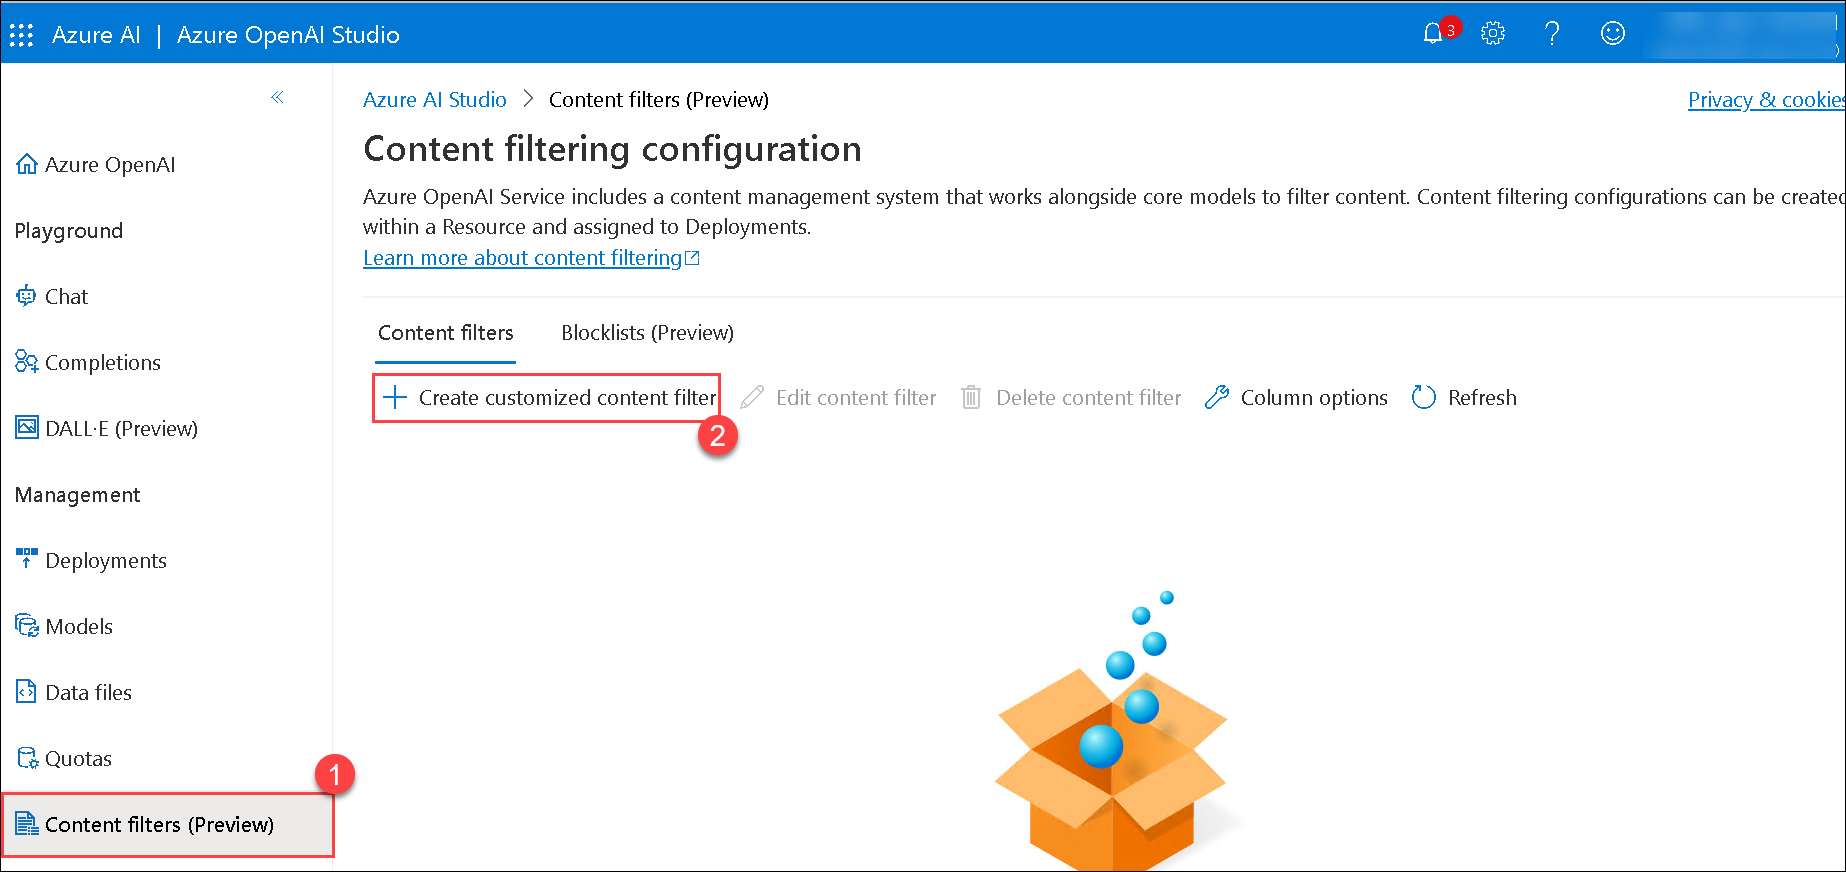 Azure AI | Azure OpenAI Studio
3
Azure AI Studio > Content filters (Preview)
Privacy & cookies
Content filtering configuration
Azure OpenAI Service includes a content management system that works alongside core models to filter content. Content filtering configurations can be created
within a Resource and assigned to Deployments.
Learn more about content filtering
Content filters
Blocklists (Preview)
Create customized content filter
Edit content filter
Delete content filter
Column options
Refresh
2
Azure OpenAI
Playground
Chat
Completions
DALL·E (Preview)
Management
Deployments
Models
Data files
Quotas
1
Content filters (Preview)